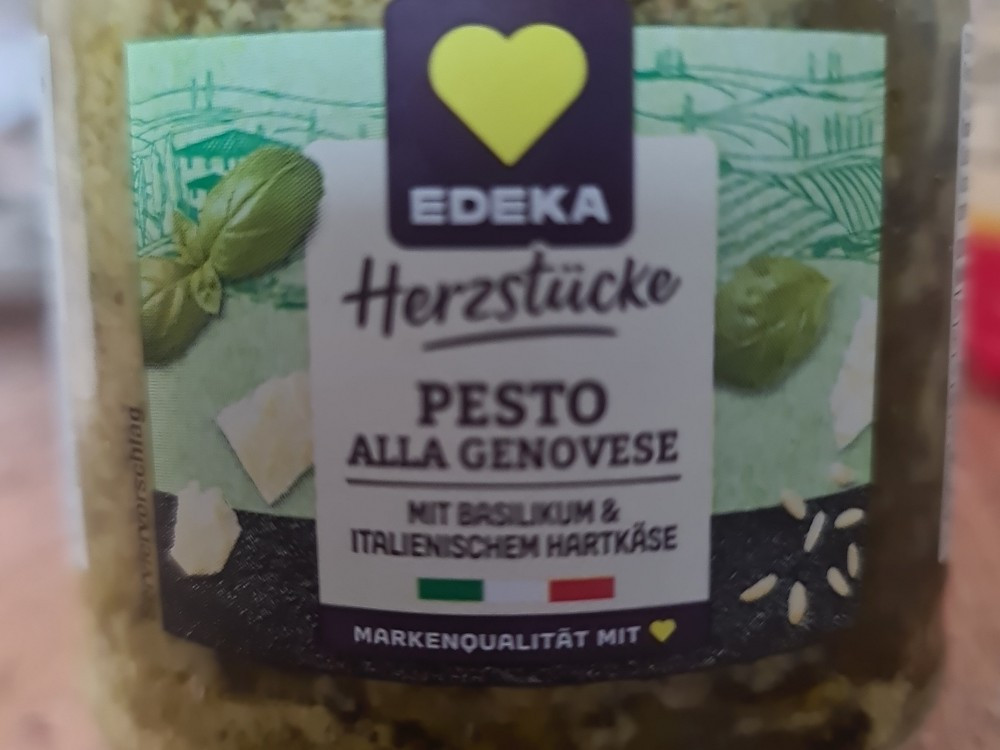 EDEKA
Herzstücke
PESTO
ALLA GENOVESE
MIT BASILIKUM &
ITALIENISCHEM HARTKÄSE
MARKENQUALITÄT MIT